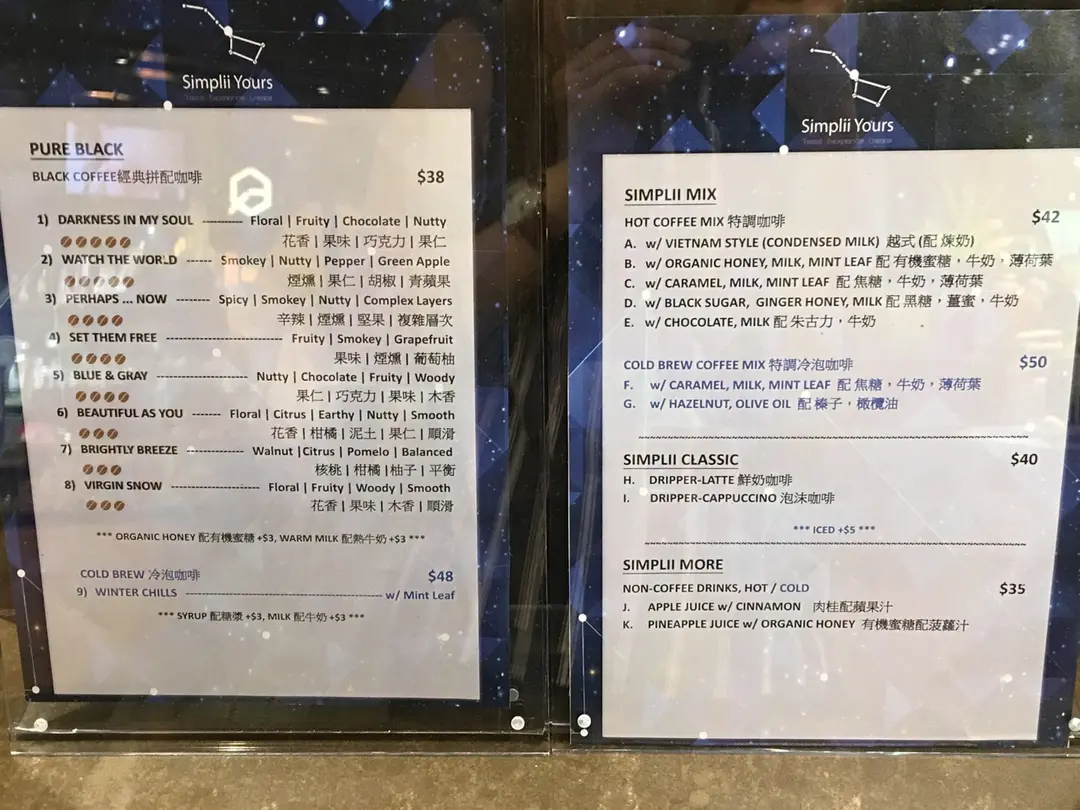 Simplii Yours
PURE BLACK
BLACK COFFEE經典拼配咖啡 $38
1) DARKNESS IN MY SOUL ---------- Floral | Fruity | Chocolate | Nutty
花香 | 果味 | 巧克力 | 果仁
2) WATCH THE WORLD ------ Smokey | Nutty | Pepper | Green Apple
煙燻 | 果仁 | 胡椒 | 青蘋果
3) PERHAPS ... NOW -------- Spicy | Smokey | Nutty | Complex Layers
辛辣 | 煙燻 | 堅果 | 複雜層次
4) SET THEM FREE ---------------------------- Fruity | Smokey | Grapefruit
果味 | 煙燻 | 葡萄柚
5) BLUE & GRAY ---------------------- Nutty | Chocolate | Fruity | Woody
果仁 | 巧克力 | 果味 | 木香
6) BEAUTIFUL AS YOU ------- Floral | Citrus | Earthy | Nutty | Smooth
花香 | 柑橘 | 泥土 | 果仁 | 順滑
7) BRIGHTLY BREEZE -------------- Walnut |Citrus | Pomelo | Balanced
核桃 | 柑橘 |柚子 | 平衡
8) VIRGIN SNOW --------------------- Floral | Fruity | Woody | Smooth
花香 | 果味 | 木香 | 順滑
*** ORGANIC HONEY 配有機蜜糖 +$3, WARM MILK 配熱牛奶 +$3 ***
COLD BREW 冷泡咖啡 $48
9) WINTER CHILLS ------------------------------------------------ w/ Mint Leaf
*** SYRUP 配糖漿 +$3, MILK 配牛奶 +$3 ***
Simplii Yours
SIMPLII MIX
HOT COFFEE MIX 特調咖啡 $42
A. w/ VIETNAM STYLE (CONDENSED MILK) 越式 (配 煉奶)
B. w/ ORGANIC HONEY, MILK, MINT LEAF 配 有機蜜糖，牛奶，薄荷葉
C. w/ CARAMEL, MILK, MINT LEAF 配 焦糖，牛奶，薄荷葉
D. w/ BLACK SUGAR, GINGER HONEY, MILK 配 黑糖，薑蜜，牛奶
E. w/ CHOCOLATE, MILK 配 朱古力，牛奶
COLD BREW COFFEE MIX 特調冷泡咖啡 $50
F. w/ CARAMEL, MILK, MINT LEAF 配 焦糖，牛奶，薄荷葉
G. w/ HAZELNUT, OLIVE OIL 配 榛子，橄欖油
SIMPLII CLASSIC $40
H. DRIPPER-LATTE 鮮奶咖啡
I. DRIPPER-CAPPUCCINO 泡沫咖啡
*** ICED +$5 ***
SIMPLII MORE
NON-COFFEE DRINKS, HOT / COLD $35
J. APPLE JUICE w/ CINNAMON 肉桂配蘋果汁
K. PINEAPPLE JUICE w/ ORGANIC HONEY 有機蜜糖配菠蘿汁